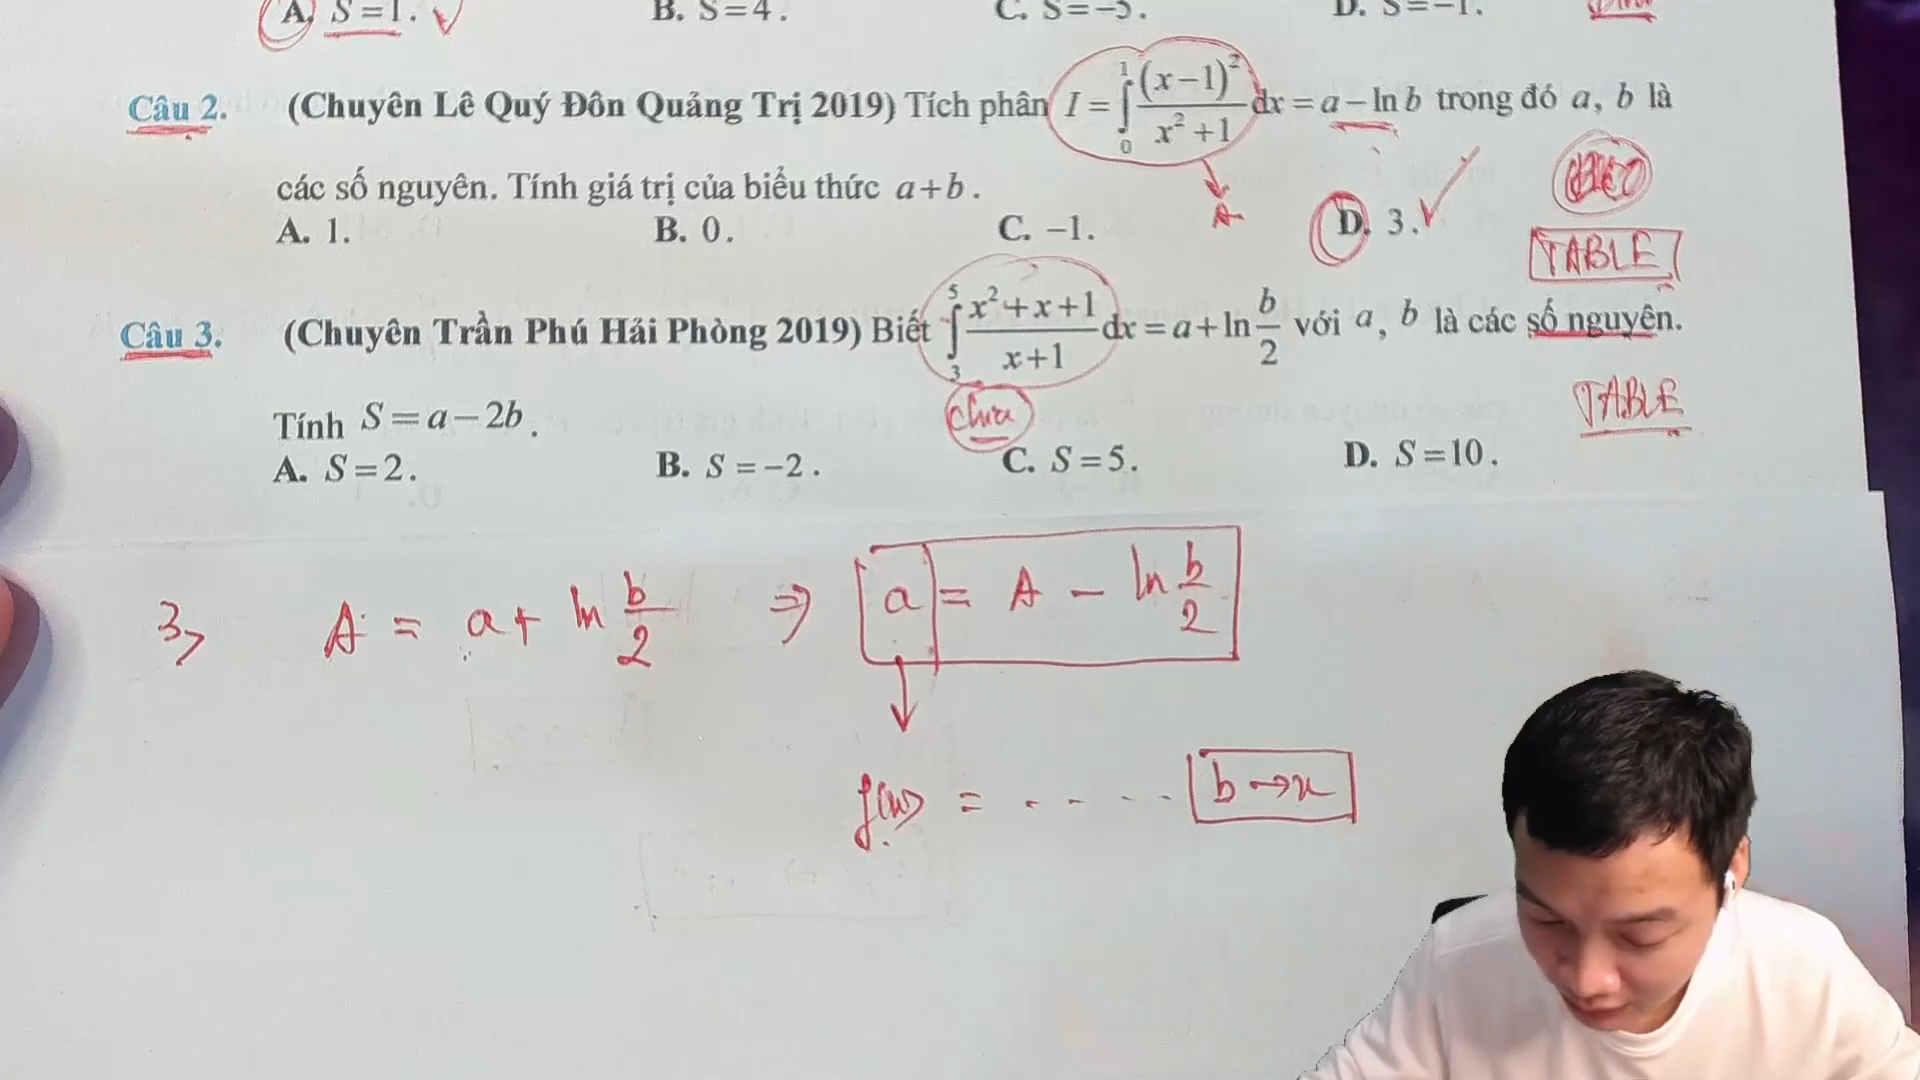 A. S=1.
B. S=4.
C. S=-5.
D. S=-1.
Câu 2. (Chuyên Lê Quý Đôn Quảng Trị 2019) Tích phân I = ∫₀¹ (x-1)²/(x²+1) dx = a - ln b trong đó a, b là
các số nguyên. Tính giá trị của biểu thức a+b.
A
A. 1.
B. 0.
C. -1.
D. 3.
TABLE
Câu 3. (Chuyên Trần Phú Hải Phòng 2019) Biết ∫₃⁵ (x²+x+1)/(x+1) dx = a + ln b/2 với a, b là các số nguyên.
TABLE
Tính S = a-2b.
A. S=2.
B. S=-2.
C. S=5.
D. S=10.
3, A = a + ln b/2 ⇒ a = A - ln b/2
f(x) = .... b→x